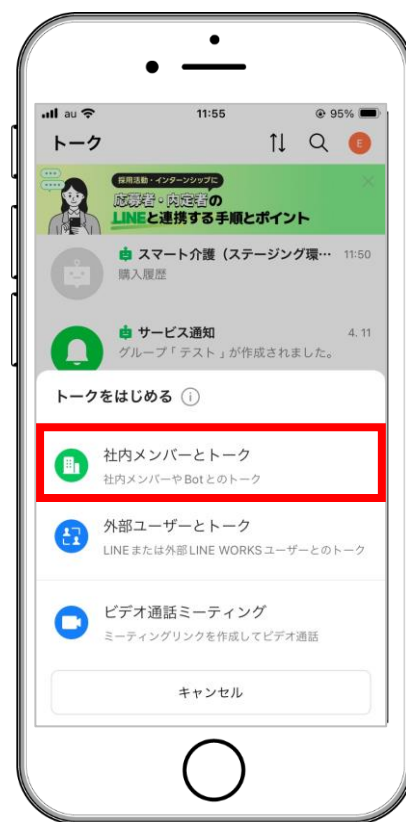 au 11:55 95%
トーク E
採用活動・インターンシップに
応募者・内定者の
LINEと連携する手順とポイント
スマート介護（ステージング環… 11:50
購入履歴
サービス通知 4. 11
グループ「テスト」が作成されました。
トークをはじめる
社内メンバーとトーク
社内メンバーやBotとのトーク
外部ユーザーとトーク
LINEまたは外部LINE WORKSユーザーとのトーク
ビデオ通話ミーティング
ミーティングリンクを作成してビデオ通話
キャンセル